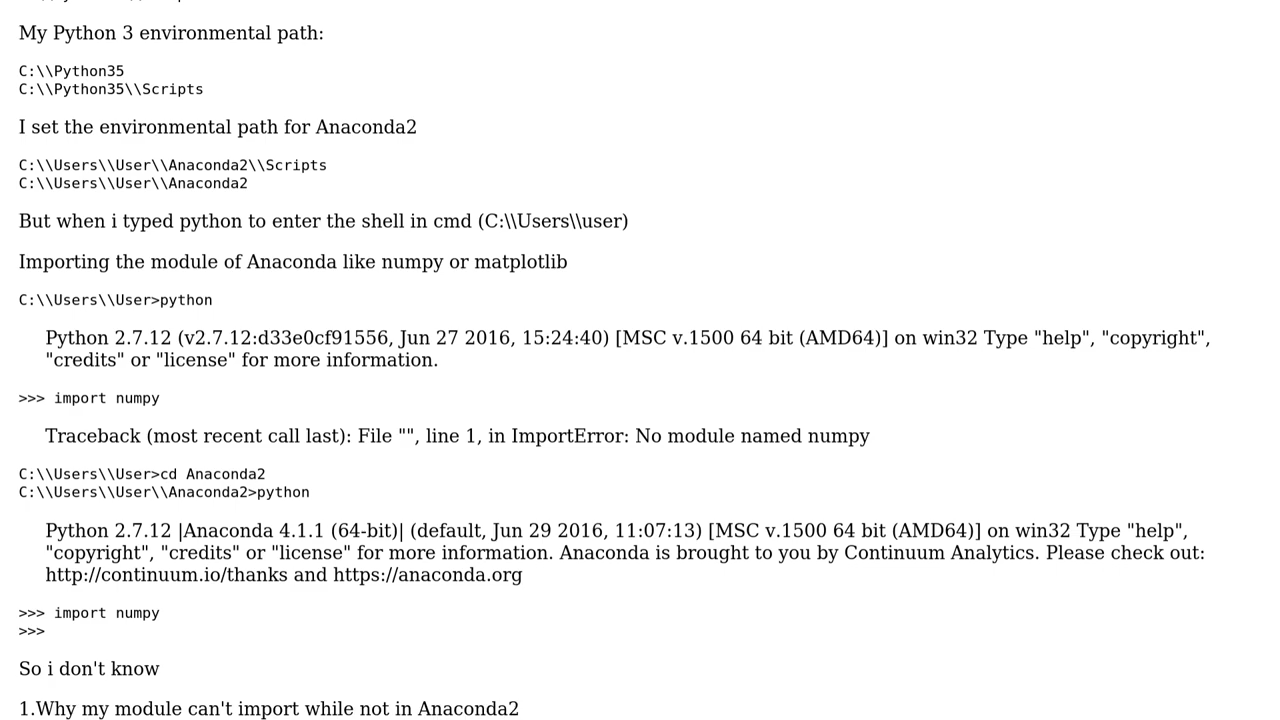 My Python 3 environmental path:
C:\\Python35
C:\\Python35\\Scripts
I set the environmental path for Anaconda2
C:\\Users\\User\\Anaconda2\\Scripts
C:\\Users\\User\\Anaconda2
But when i typed python to enter the shell in cmd (C:\\Users\\user)
Importing the module of Anaconda like numpy or matplotlib
C:\\Users\\User>python
Python 2.7.12 (v2.7.12:d33e0cf91556, Jun 27 2016, 15:24:40) [MSC v.1500 64 bit (AMD64)] on win32 Type "help", "copyright",
"credits" or "license" for more information.
>>> import numpy
Traceback (most recent call last): File "", line 1, in ImportError: No module named numpy
C:\\Users\\User>cd Anaconda2
C:\\Users\\User\\Anaconda2>python
Python 2.7.12 |Anaconda 4.1.1 (64-bit)| (default, Jun 29 2016, 11:07:13) [MSC v.1500 64 bit (AMD64)] on win32 Type "help",
"copyright", "credits" or "license" for more information. Anaconda is brought to you by Continuum Analytics. Please check out:
http://continuum.io/thanks and https://anaconda.org
>>> import numpy
>>>
So i don't know
1.Why my module can't import while not in Anaconda2